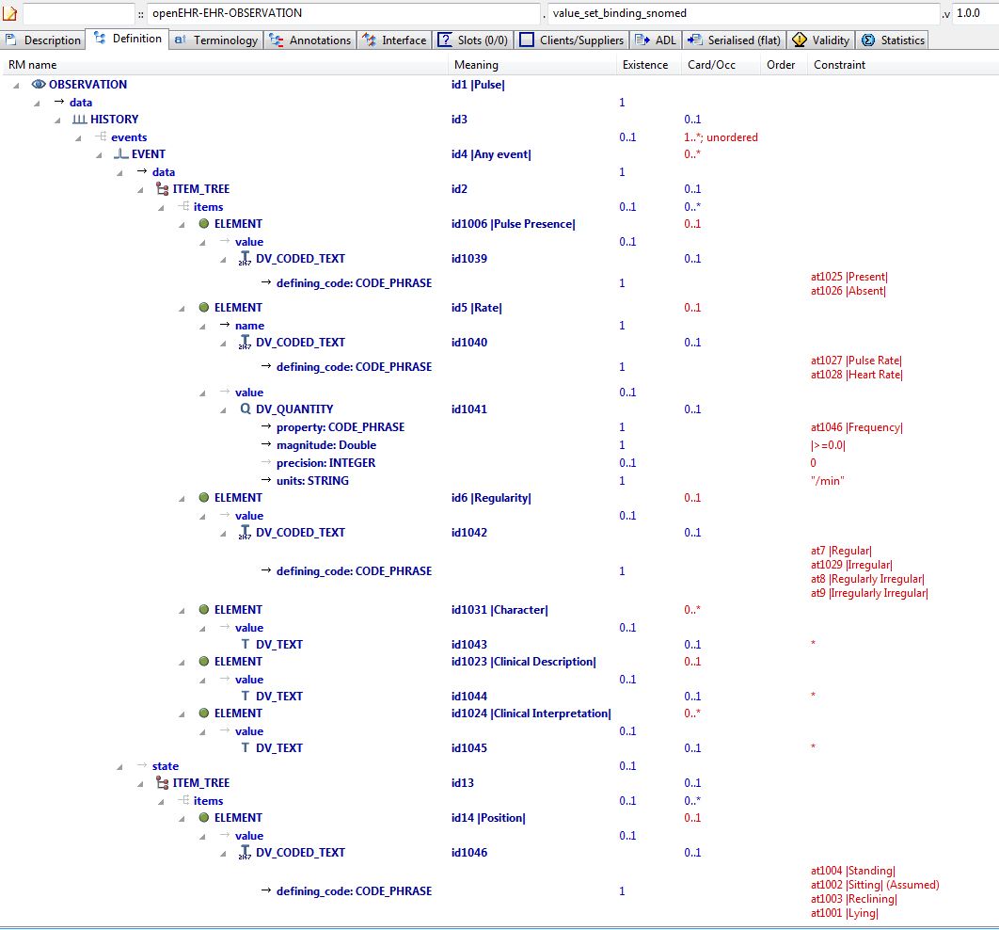 :: openEHR-EHR-OBSERVATION . value_set_binding_snomed .v 1.0.0
Description Definition a† Terminology Annotations Interface ? Slots (0/0) Clients/Suppliers ADL Serialised (flat) Validity Statistics
RM name Meaning Existence Card/Occ Order Constraint
OBSERVATION id1 |Pulse|
data 1
HISTORY id3 0..1
events 0..1 1..*; unordered
EVENT id4 |Any event| 0..*
data 1
ITEM_TREE id2 0..1
items 0..1 0..*
ELEMENT id1006 |Pulse Presence| 0..1
value 0..1
T DV_CODED_TEXT id1039 0..1
defining_code: CODE_PHRASE 1 at1025 |Present|
at1026 |Absent|
ELEMENT id5 |Rate| 0..1
name 1
T DV_CODED_TEXT id1040 0..1
defining_code: CODE_PHRASE 1 at1027 |Pulse Rate|
at1028 |Heart Rate|
value 0..1
Q DV_QUANTITY id1041 0..1
property: CODE_PHRASE 1 at1046 |Frequency|
magnitude: Double 1 |>=0.0|
precision: INTEGER 0..1 0
units: STRING 1 "/min"
ELEMENT id6 |Regularity| 0..1
value 0..1
T DV_CODED_TEXT id1042 0..1
defining_code: CODE_PHRASE 1 at7 |Regular|
at1029 |Irregular|
at8 |Regularly Irregular|
at9 |Irregularly Irregular|
ELEMENT id1031 |Character| 0..*
value 0..1
T DV_TEXT id1043 0..1 *
ELEMENT id1023 |Clinical Description| 0..1
value 0..1
T DV_TEXT id1044 0..1 *
ELEMENT id1024 |Clinical Interpretation| 0..*
value 0..1
T DV_TEXT id1045 0..1 *
state 0..1
ITEM_TREE id13 0..1
items 0..1 0..*
ELEMENT id14 |Position| 0..1
value 0..1
T DV_CODED_TEXT id1046 0..1
defining_code: CODE_PHRASE 1 at1004 |Standing|
at1002 |Sitting| (Assumed)
at1003 |Reclining|
at1001 |Lying|